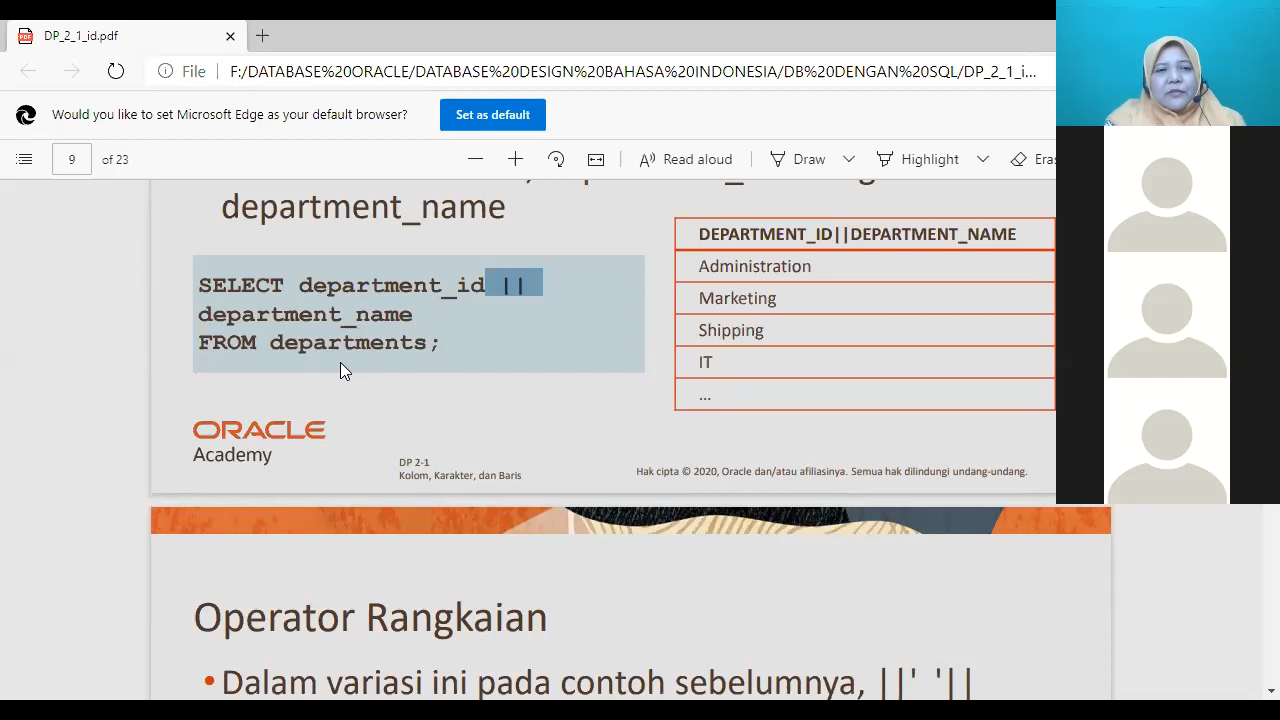 DP_2_1_id.pdf
File F:/DATABASE%20ORACLE/DATABASE%20DESIGN%20BAHASA%20INDONESIA/DB%20DENGAN%20SQL/DP_2_1_i...
Would you like to set Microsoft Edge as your default browser? Set as default
9 of 23 Read aloud Draw Highlight Eras
department_name
SELECT department_id ||
department_name
FROM departments;
DEPARTMENT_ID||DEPARTMENT_NAME
Administration
Marketing
Shipping
IT
...
ORACLE
Academy
DP 2-1
Kolom, Karakter, dan Baris
Hak cipta © 2020, Oracle dan/atau afiliasinya. Semua hak dilindungi undang-undang.
Operator Rangkaian
• Dalam variasi ini pada contoh sebelumnya, ||' '||